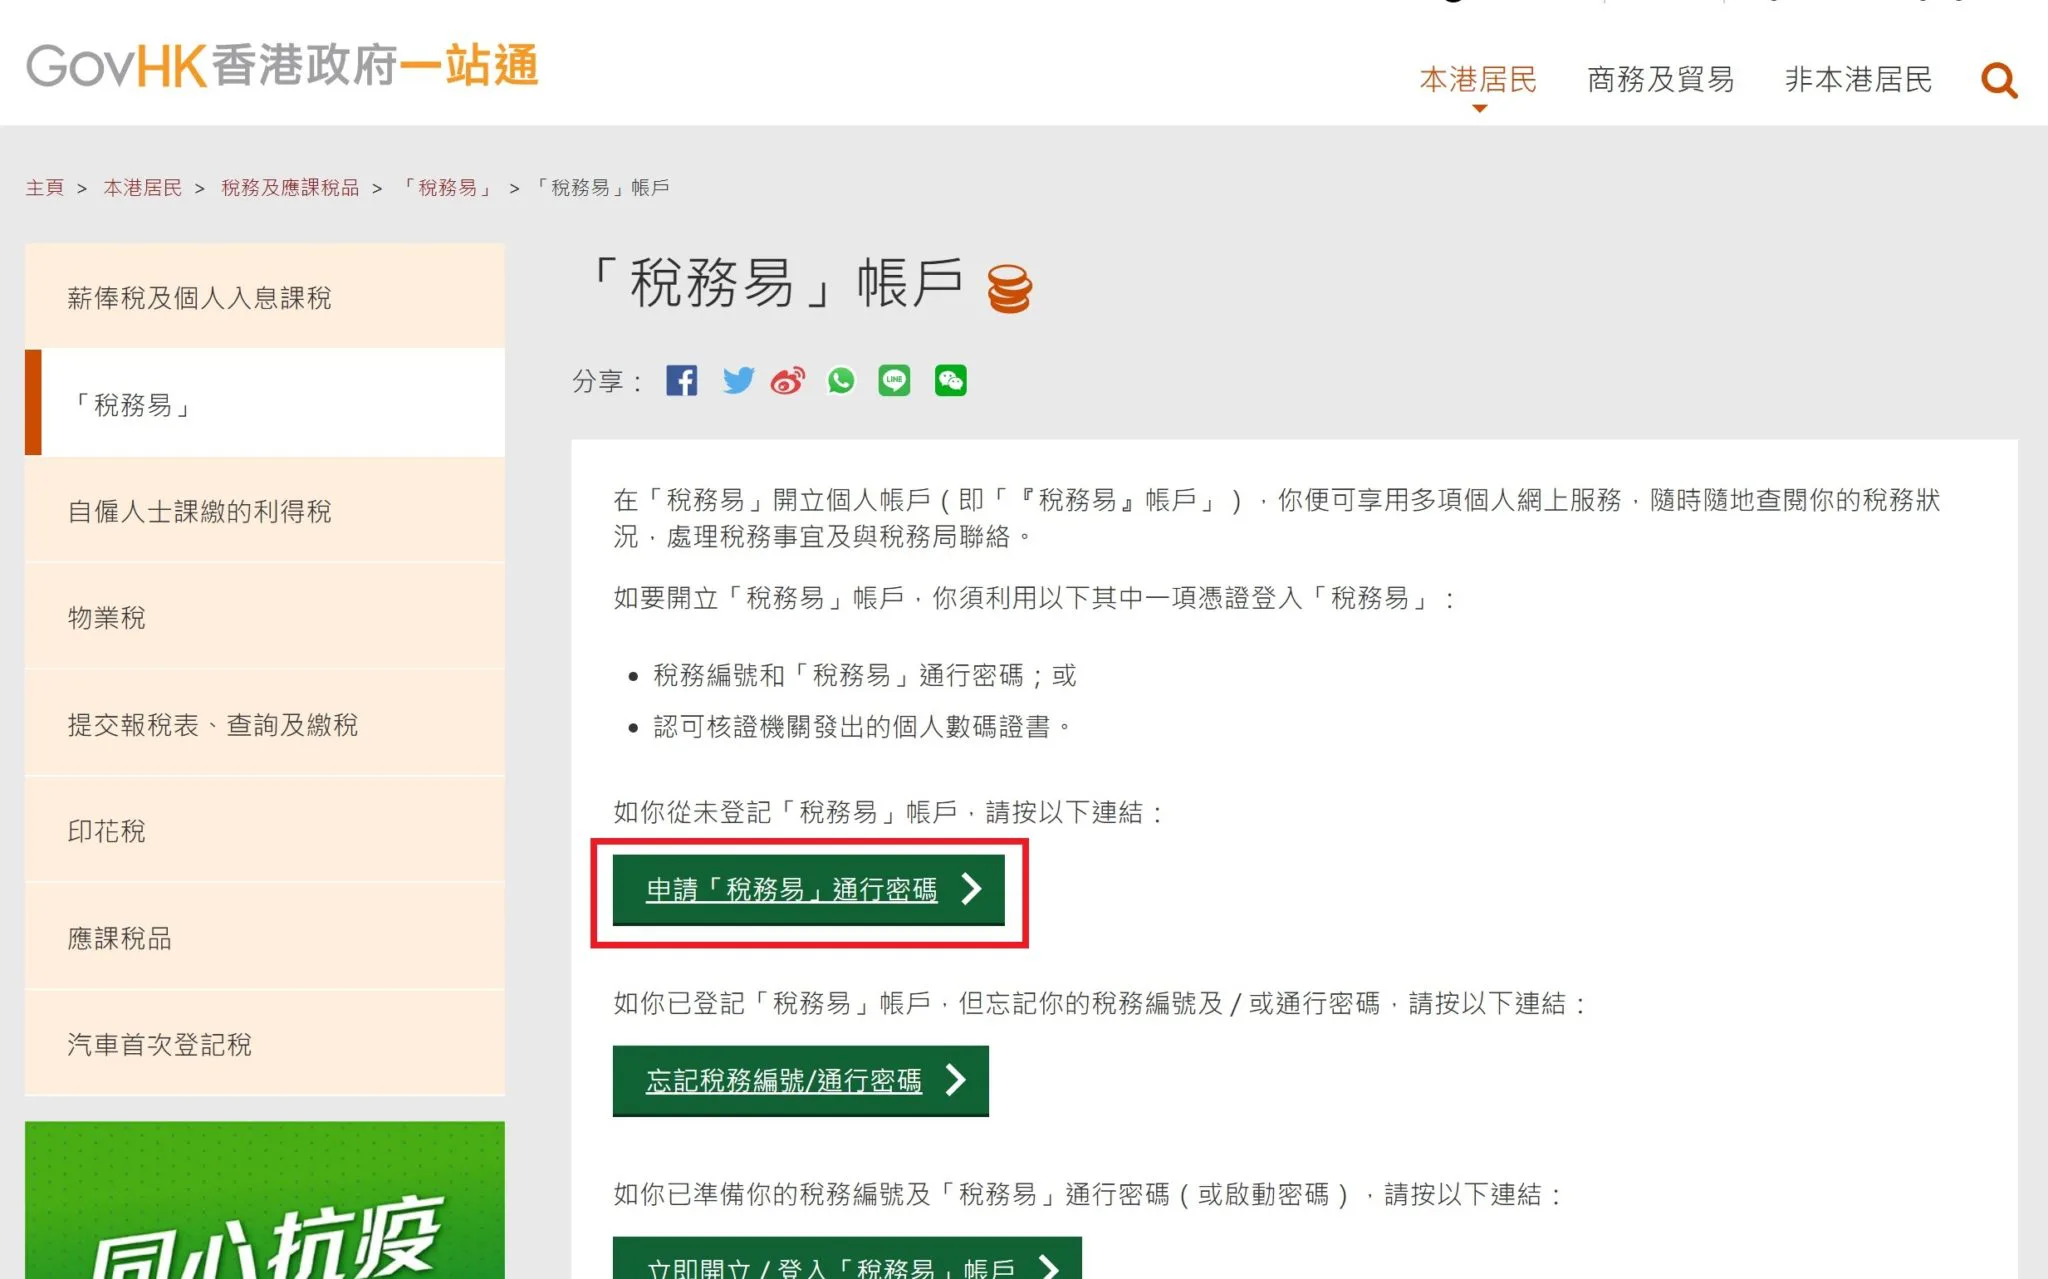 GovHK香港政府一站通
本港居民
商務及貿易
非本港居民
主頁 > 本港居民 > 稅務及應課稅品 > 「稅務易」 > 「稅務易」帳戶
薪俸稅及個人入息課稅
「稅務易」
自僱人士課繳的利得稅
物業稅
提交報稅表、查詢及繳稅
印花稅
應課稅品
汽車首次登記稅
同心抗疫
「稅務易」帳戶
分享：
LINE
在「稅務易」開立個人帳戶(即「『稅務易』帳戶」)，你便可享用多項個人網上服務，隨時隨地查閱你的稅務狀
況，處理稅務事宜及與稅務局聯絡。
如要開立「稅務易」帳戶，你須利用以下其中一項憑證登入「稅務易」：
• 稅務編號和「稅務易」通行密碼；或
• 認可核證機關發出的個人數碼證書。
如你從未登記「稅務易」帳戶，請按以下連結：
申請「稅務易」通行密碼
如你已登記「稅務易」帳戶，但忘記你的稅務編號及/或通行密碼，請按以下連結：
忘記稅務編號/通行密碼
如你已準備你的稅務編號及「稅務易」通行密碼(或啟動密碼)，請按以下連結：
立即開立/登入「稅務易」帳戶